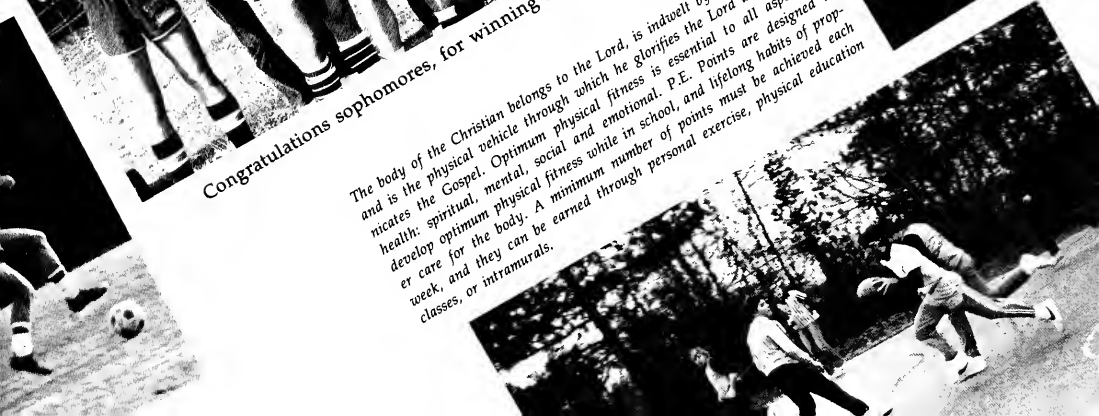 Congratulations sophomores, for winning
The body of the Christian belongs to the Lord, is indwelt
and is the physical vehicle through which he glorifies the Lord
nicates the Gospel. Optimum physical fitness is essential to all
health: spiritual, mental, social and emotional. P.E. Points are designed
develop optimum physical fitness while in school, and lifelong habits of prop-
er care for the body. A minimum number of points must be achieved each
week, and they can be earned through personal exercise, physical education
classes, or intramurals.